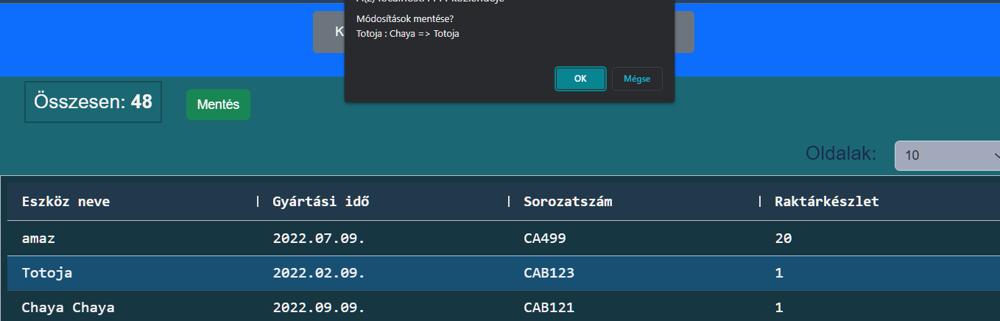 Módosítások mentése?
Totoja : Chaya => Totoja
K
OK
Mégse
Összesen: 48
Mentés
Oldalak:
10
Eszköz neve | Gyártási idő | Sorozatszám | Raktárkészlet
amaz 2022.07.09. CA499 20
Totoja 2022.02.09. CAB123 1
Chaya Chaya 2022.09.09. CAB121 1